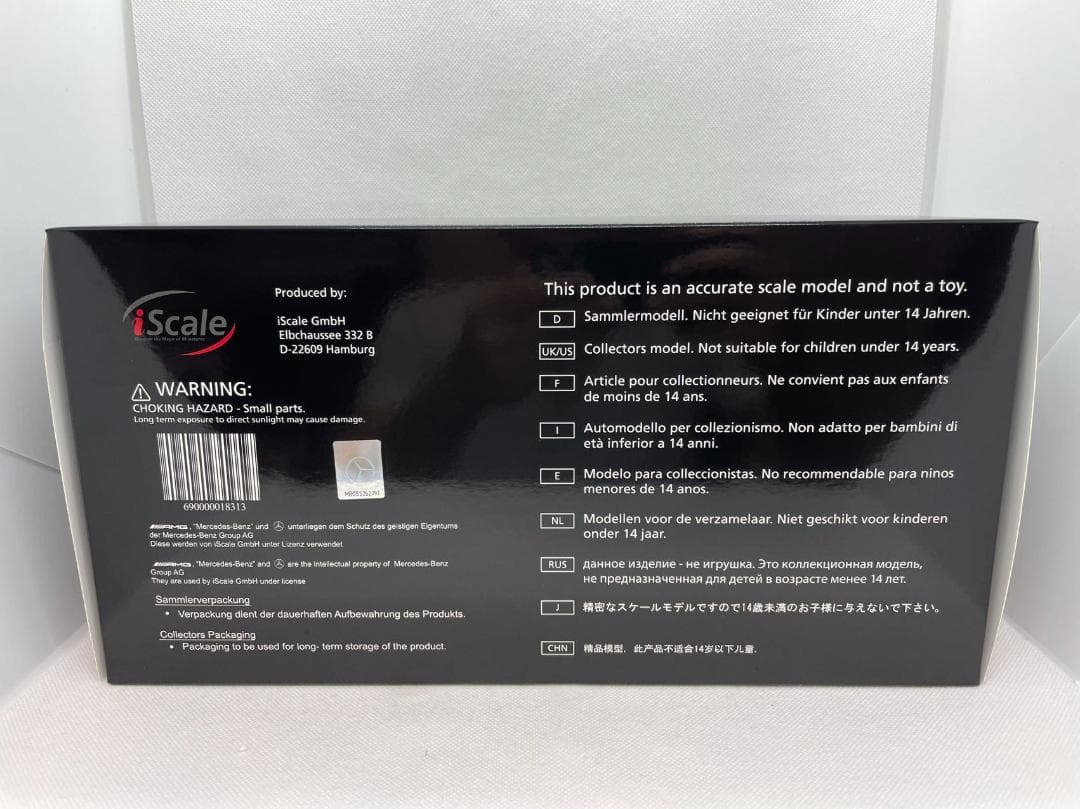 iScale
Produced by:
iScale GmbH
Elbchaussee 332 B
D-22609 Hamburg
WARNING:
CHOKING HAZARD - Small parts.
Long term exposure to direct sunlight may cause damage.
690000018313
AMG, "Mercedes-Benz" und unterliegen dem Schutz des geistigen Eigentums
der Mercedes-Benz Group AG
Diese werden von iScale GmbH unter Lizenz verwendet
AMG, "Mercedes-Benz" and are the intellectual property of Mercedes-Benz
Group AG
They are used by iScale GmbH under license
Sammlerverpackung
• Verpackung dient der dauerhaften Aufbewahrung des Produkts.
Collectors Packaging
• Packaging to be used for long- term storage of the product.
This product is an accurate scale model and not a toy.
D Sammlermodell. Nicht geeignet für Kinder unter 14 Jahren.
UK/US Collectors model. Not suitable for children under 14 years.
F Article pour collectionneurs. Ne convient pas aux enfants
de moins de 14 ans.
I Automodello per collezionismo. Non adatto per bambini di
età inferior a 14 anni.
E Modelo para colleccionistas. No recommendable para ninos
menores de 14 anos.
NL Modellen voor de verzamelaar. Niet geschikt voor kinderen
onder 14 jaar.
RUS данное изделие - не игрушка. Это коллекционная модель,
не предназначенная для детей в возрасте менее 14 лет.
J 精密なスケールモデルですので14歳未満のお子様に与えないで下さい。
CHN 精品模型，此产品不适合14岁以下儿童.